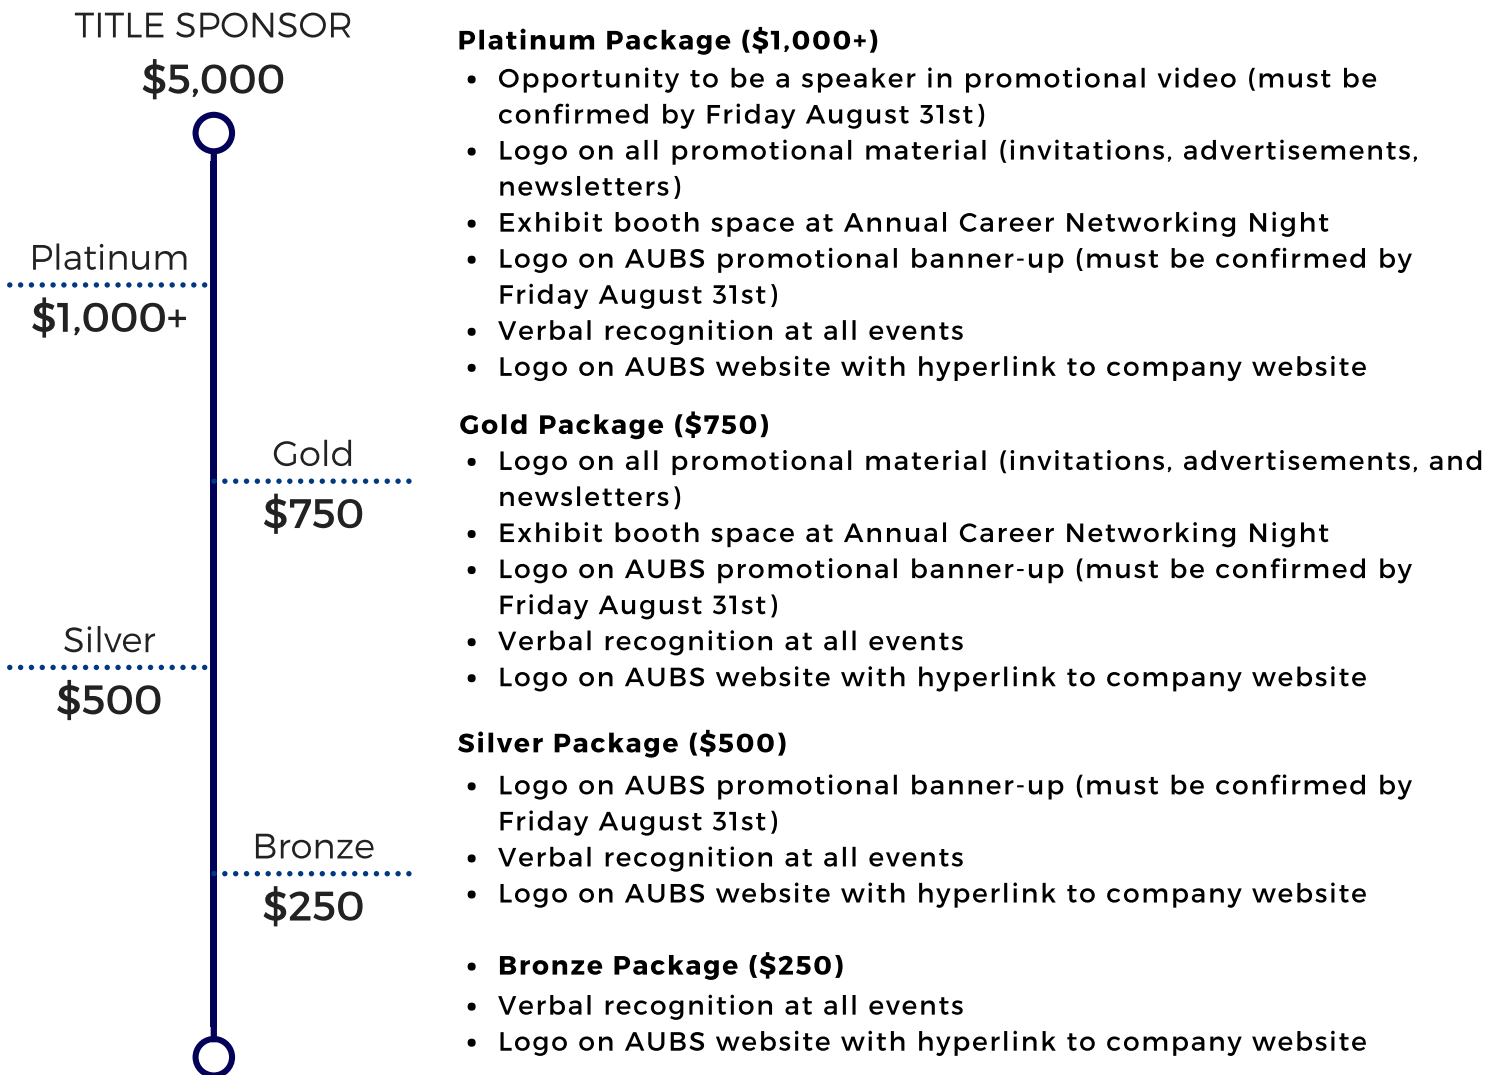 TITLE SPONSOR
$5,000
Platinum
$1,000+
Gold
$750
Silver
$500
Bronze
$250
Platinum Package ($1,000+)
• Opportunity to be a speaker in promotional video (must be
confirmed by Friday August 31st)
• Logo on all promotional material (invitations, advertisements,
newsletters)
• Exhibit booth space at Annual Career Networking Night
• Logo on AUBS promotional banner-up (must be confirmed by
Friday August 31st)
• Verbal recognition at all events
• Logo on AUBS website with hyperlink to company website
Gold Package ($750)
• Logo on all promotional material (invitations, advertisements, and
newsletters)
• Exhibit booth space at Annual Career Networking Night
• Logo on AUBS promotional banner-up (must be confirmed by
Friday August 31st)
• Verbal recognition at all events
• Logo on AUBS website with hyperlink to company website
Silver Package ($500)
• Logo on AUBS promotional banner-up (must be confirmed by
Friday August 31st)
• Verbal recognition at all events
• Logo on AUBS website with hyperlink to company website
• Bronze Package ($250)
• Verbal recognition at all events
• Logo on AUBS website with hyperlink to company website